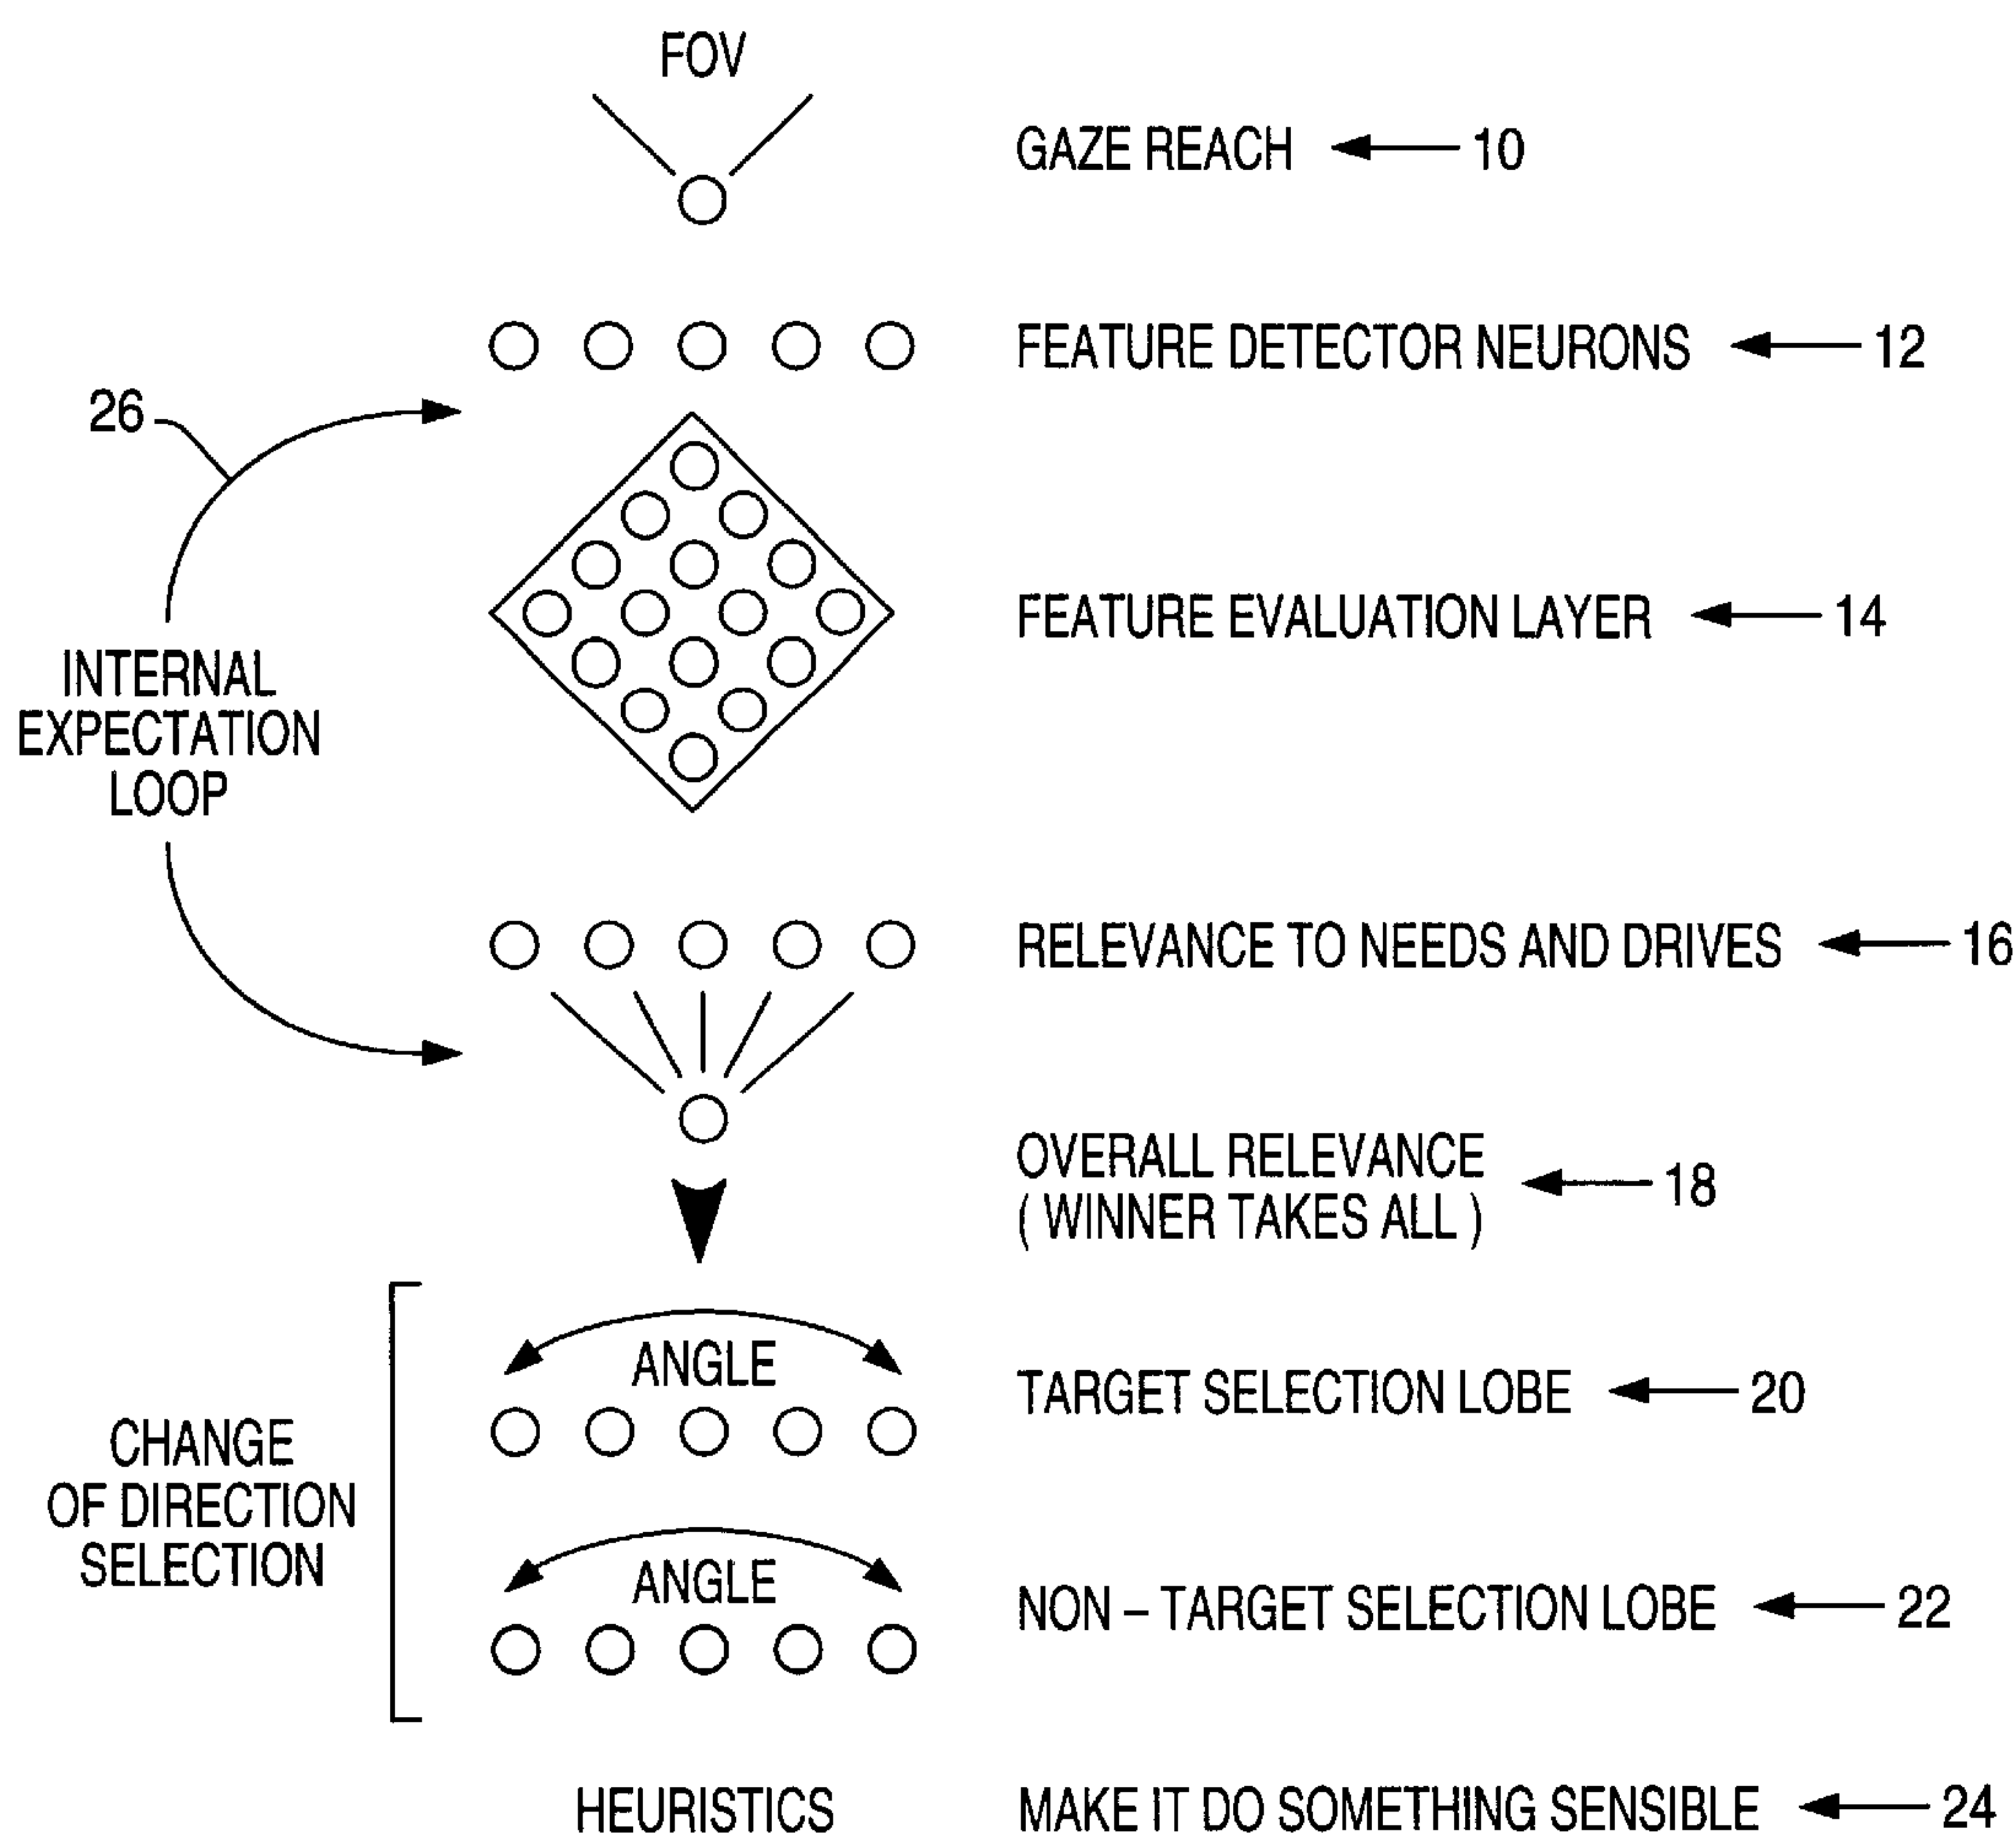 FOV
GAZE REACH 10
FEATURE DETECTOR NEURONS 12
26
FEATURE EVALUATION LAYER 14
INTERNAL
EXPECTATION
LOOP
RELEVANCE TO NEEDS AND DRIVES 16
OVERALL RELEVANCE
( WINNER TAKES ALL )
18
ANGLE
TARGET SELECTION LOBE 20
CHANGE
OF DIRECTION
SELECTION
ANGLE
NON – TARGET SELECTION LOBE 22
HEURISTICS
MAKE IT DO SOMETHING SENSIBLE 24